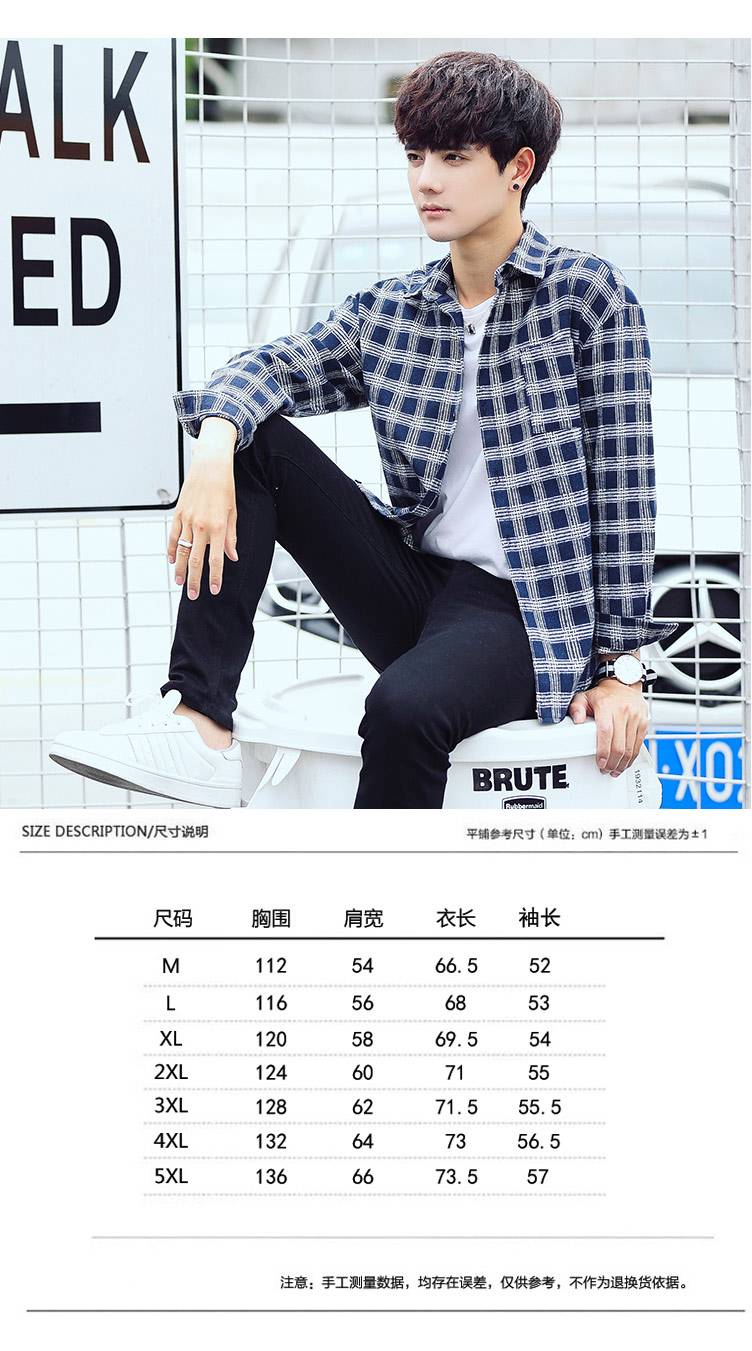 ALK
ED
BRUTE
Rubbermaid
1932114
·X02
SIZE DESCRIPTION/尺寸说明
平铺参考尺寸（单位：cm）手工测量误差为±1
尺码 胸围 肩宽 衣长 袖长
M 112 54 66.5 52
L 116 56 68 53
XL 120 58 69.5 54
2XL 124 60 71 55
3XL 128 62 71.5 55.5
4XL 132 64 73 56.5
5XL 136 66 73.5 57
注意：手工测量数据，均存在误差，仅供参考，不作为退换货依据。